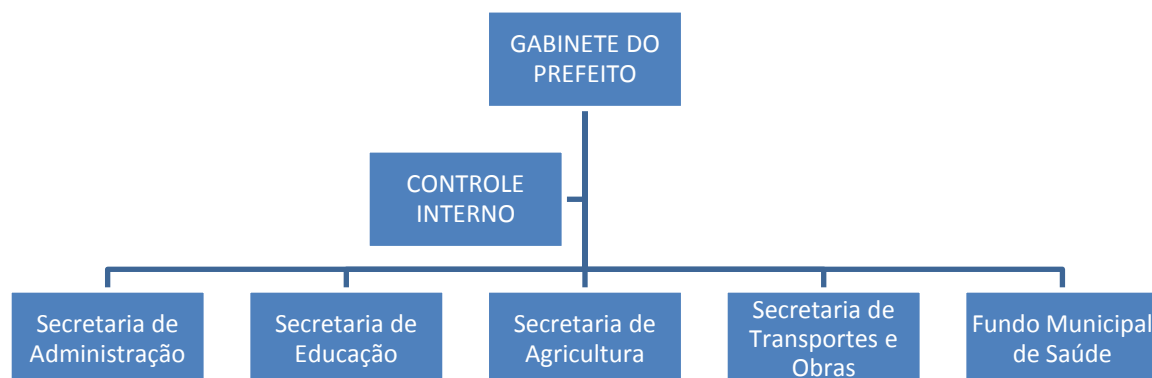 GABINETE DO
PREFEITO
CONTROLE
INTERNO
Secretaria de
Administração
Secretaria de
Educação
Secretaria de
Agricultura
Secretaria de
Transportes e
Obras
Fundo Municipal
de Saúde